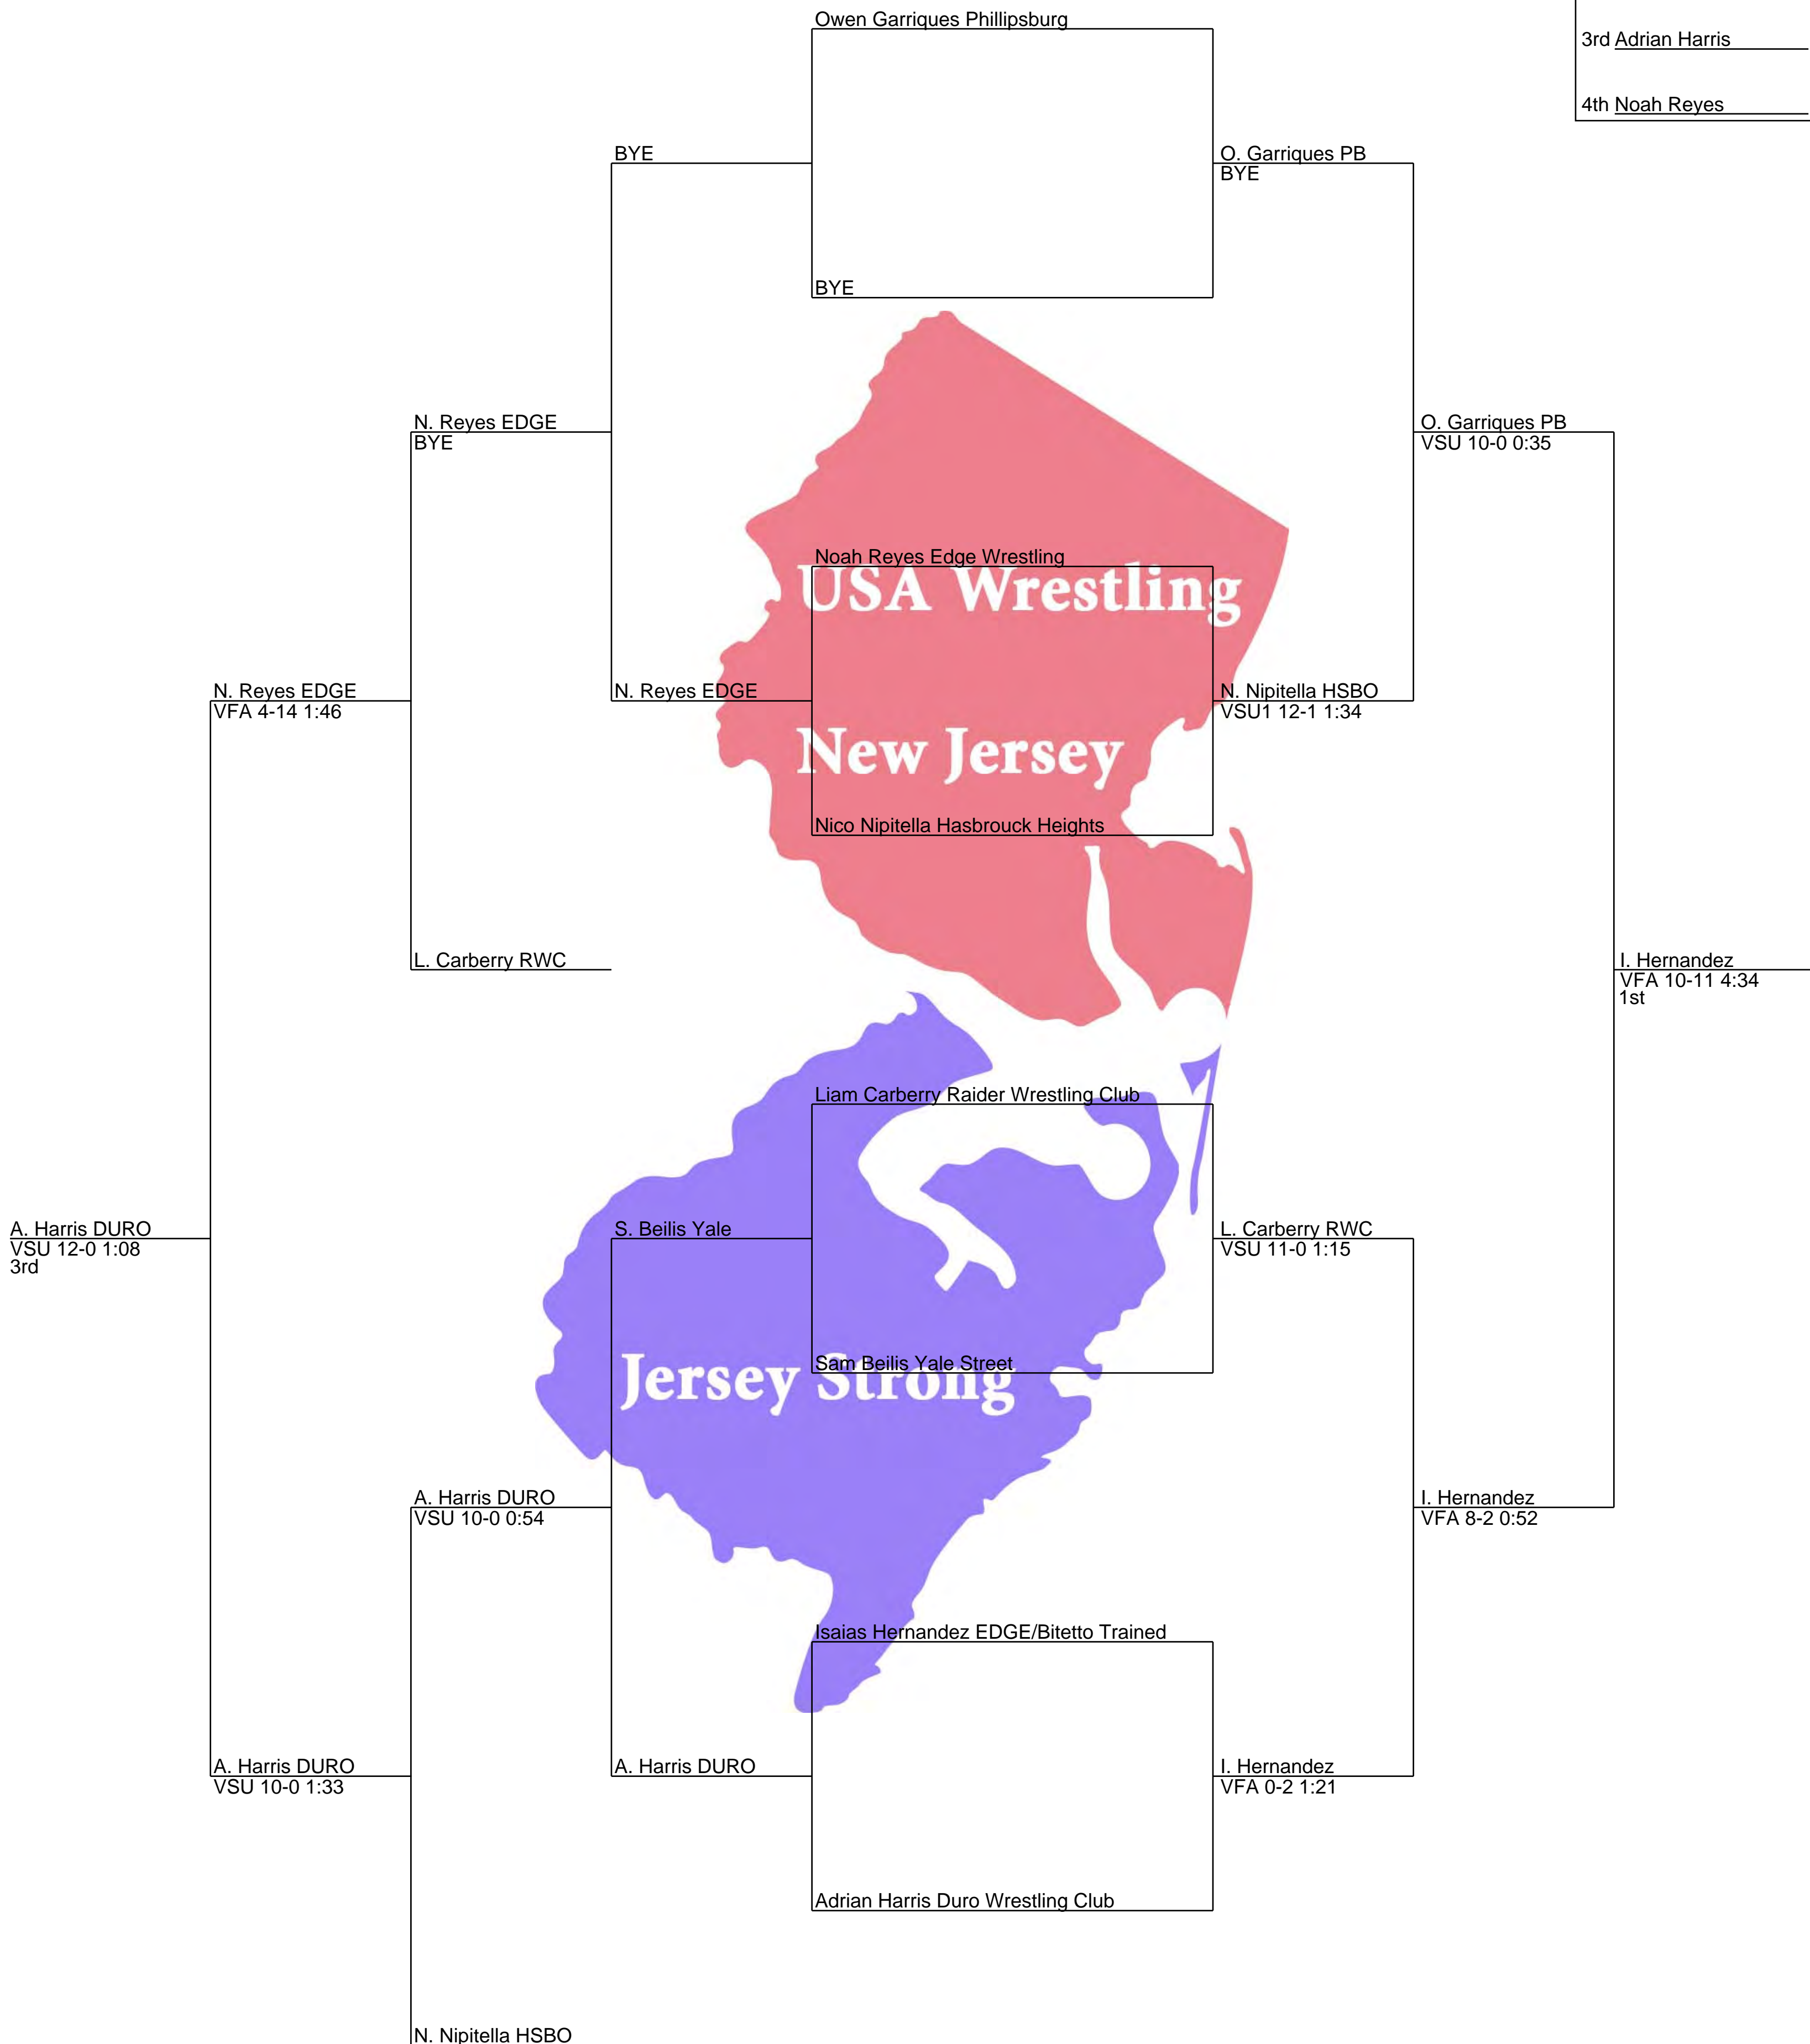 Owen Garriques Phillipsburg
3rd Adrian Harris
4th Noah Reyes
BYE
O. Garriques PB
BYE
BYE
N. Reyes EDGE
BYE
O. Garriques PB
VSU 10-0 0:35
Noah Reyes Edge Wrestling
USA Wrestling
N. Reyes EDGE
VFA 4-14 1:46
N. Reyes EDGE
N. Nipitella HSBO
VSU1 12-1 1:34
New Jersey
Nico Nipitella Hasbrouck Heights
L. Carberry RWC
I. Hernandez
VFA 10-11 4:34
1st
Liam Carberry Raider Wrestling Club
A. Harris DURO
VSU 12-0 1:08
3rd
S. Beilis Yale
L. Carberry RWC
VSU 11-0 1:15
Sam Beilis Yale Street
Jersey Strong
A. Harris DURO
VSU 10-0 0:54
I. Hernandez
VFA 8-2 0:52
Isaias Hernandez EDGE/Bitetto Trained
A. Harris DURO
VSU 10-0 1:33
A. Harris DURO
I. Hernandez
VFA 0-2 1:21
Adrian Harris Duro Wrestling Club
N. Nipitella HSBO